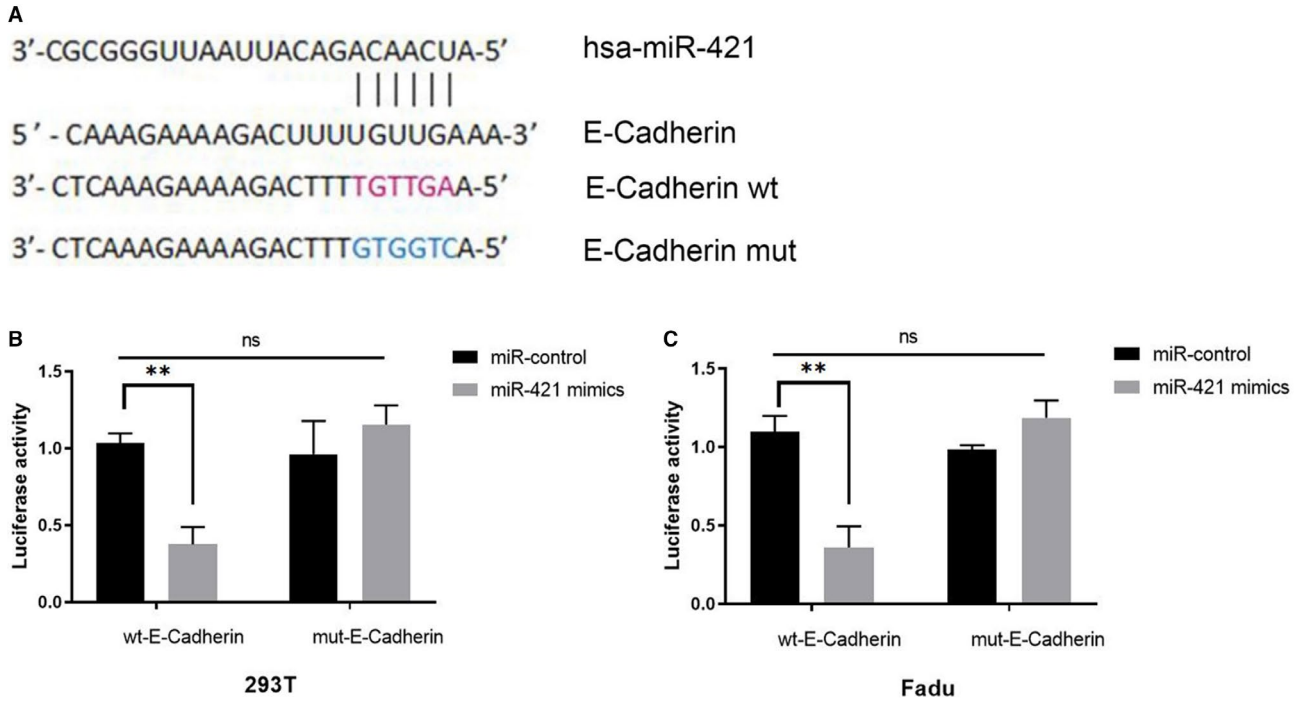 A
3’-CGCGGGUUAAUUACAGACAACUA-5’ hsa-miR-421
5’- CAAAGAAAAGACUUUUGUUGAAA-3’ E-Cadherin
3’- CTCAAAGAAAAGACTTTTGTTGAA-5’ E-Cadherin wt
3’- CTCAAAGAAAAGACTTTGTGGTCA-5’ E-Cadherin mut
B
ns
**
miR-control
miR-421 mimics
Luciferase activity
1.5
1.0
0.5
0.0
wt-E-Cadherin mut-E-Cadherin
293T
C
ns
**
miR-control
miR-421 mimics
Luciferase activity
1.5
1.0
0.5
0.0
wt-E-Cadherin mut-E-Cadherin
Fadu